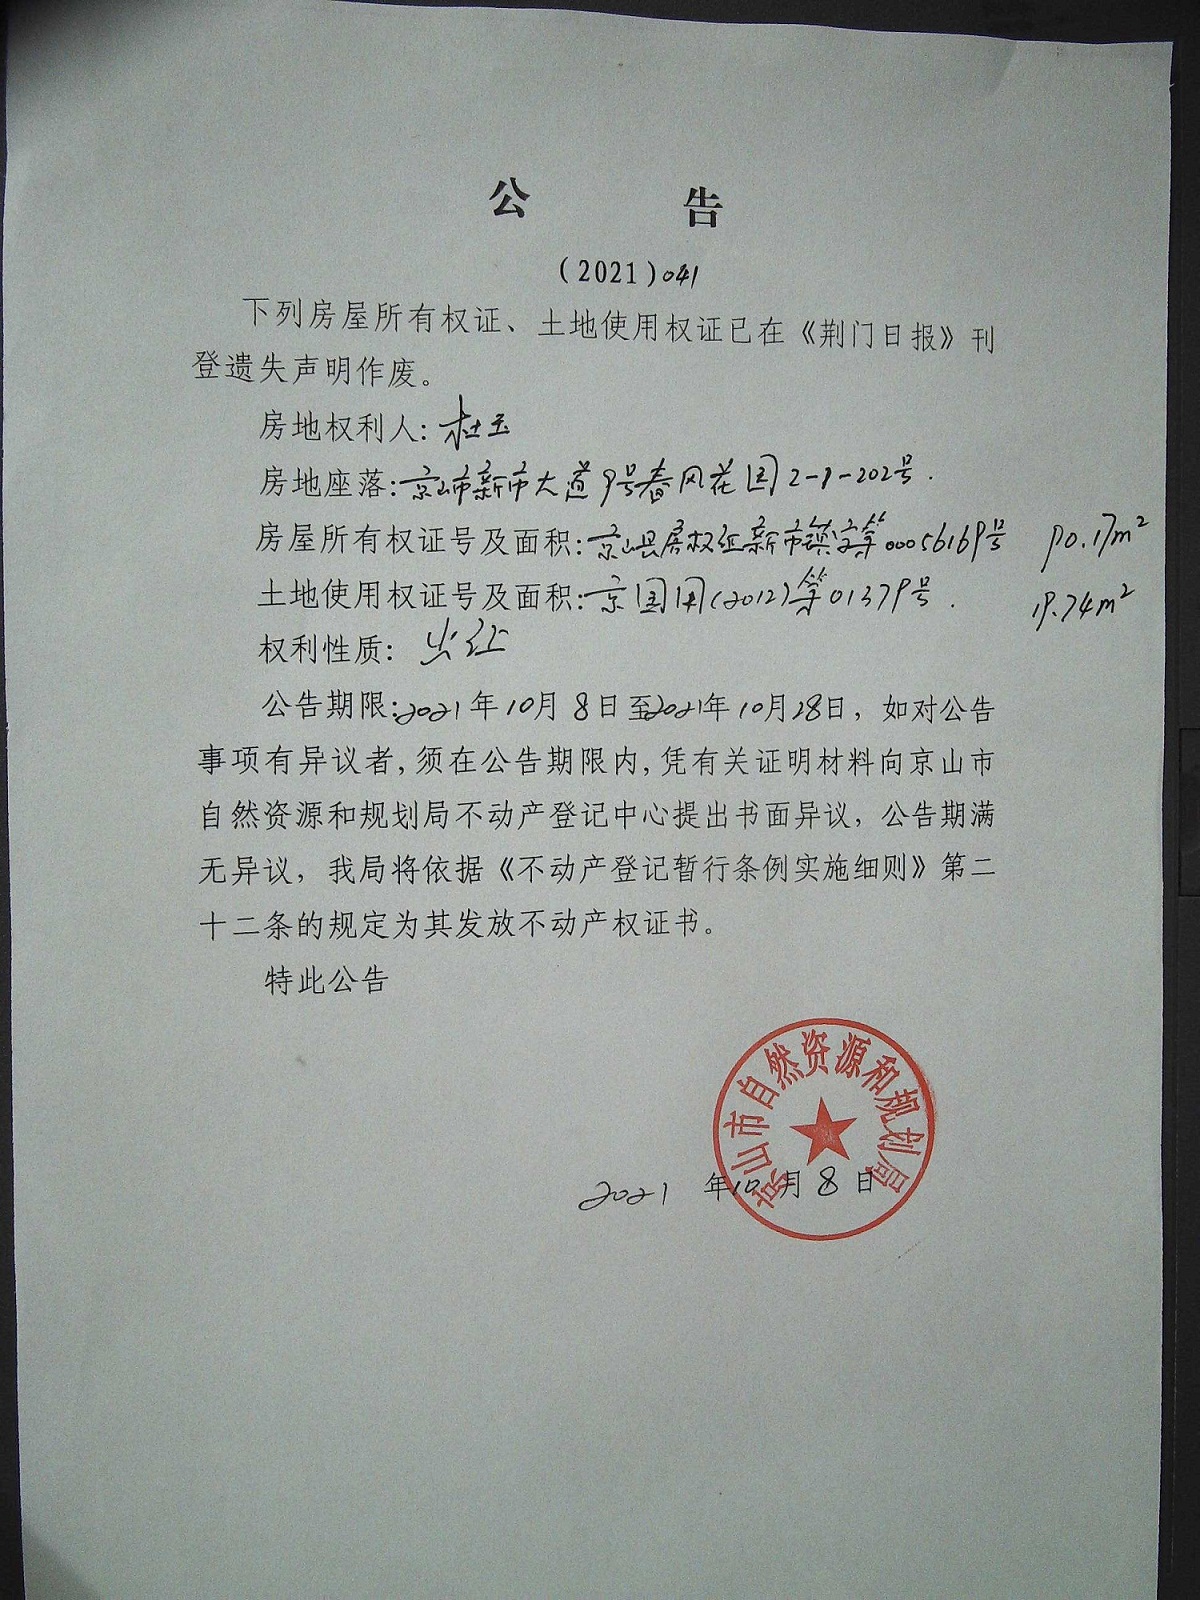 公 告
(2021)041
下列房屋所有权证、土地使用权证已在《荆门日报》刊
登遗失声明作废。
房地权利人:杜玉
房地座落:京山市新市大道9号春风花园2-1-202号.
房屋所有权证号及面积:京山县房权证新市镇字第00056169号 90.17m²
土地使用权证号及面积:京国用(2012)第01379号. 19.74m²
权利性质: 出让
公告期限:2021年10月8日至2021年10月28日,如对公告
事项有异议者,须在公告期限内,凭有关证明材料向京山市
自然资源和规划局不动产登记中心提出书面异议,公告期满
无异议,我局将依据《不动产登记暂行条例实施细则》第二
十二条的规定为其发放不动产权证书。
特此公告
京山市自然资源和规划局
2021 年10月8日